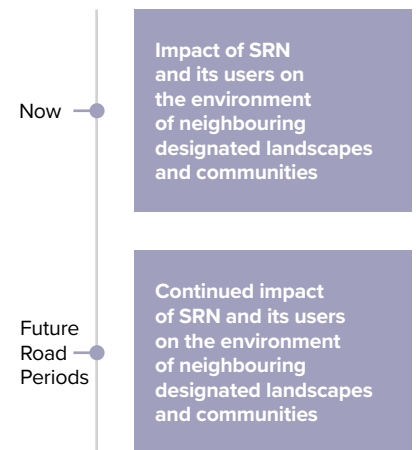 Now
Impact of SRN
and its users on
the environment
of neighbouring
designated landscapes
and communities
Future
Road
Periods
Continued impact
of SRN and its users
on the environment
of neighbouring
designated landscapes
and communities